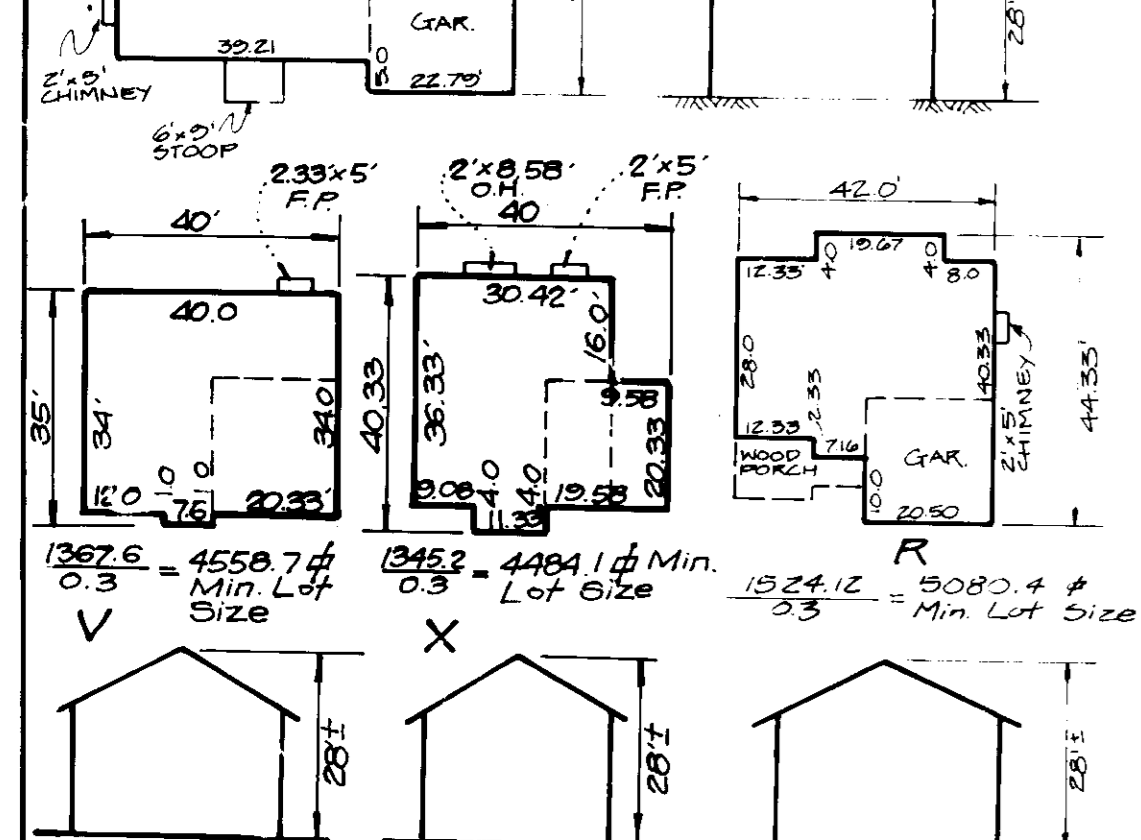 GAR.
28'
39.21
5.0
22.79'
2'x5'
CHIMNEY
6'x9'
STOOP
2.33'x5'
F.P.
2'x8.58'
O.H.
2'x5'
F.P.
40'
40
42.0'
40.0
35'
34'
34.0
12.0
1.0
1.0
7.67
20.33'
30.42'
16.0'
40.33
36.33'
9.58
20.33
9.08
4.0
4.0
11.33
19.58
19.67
12.33'
4.0
4.0
8.0
28.0
40.33
44.33'
2'x5'
CHIMNEY
2.33
12.33
7.16
WOOD
PORCH
GAR.
10.0
20.50
1367.6
0.3
= 4558.7 ⏍
Min. Lot
Size
V
1345.2
0.3
= 4484.1 ⏍ Min.
Lot Size
X
R
1524.12
0.3
= 5080.4 ⏍
Min. Lot Size
28'±
28'±
28'±